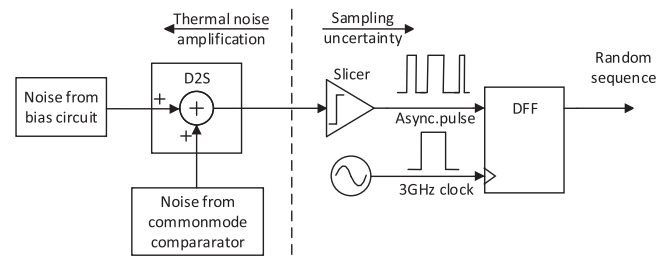 Thermal noise
amplification
Sampling
uncertainty
D2S
Noise from
bias circuit
+
+
+
Noise from
commonmode
compararator
Slicer
Async.pulse
3GHz clock
DFF
Random
sequence